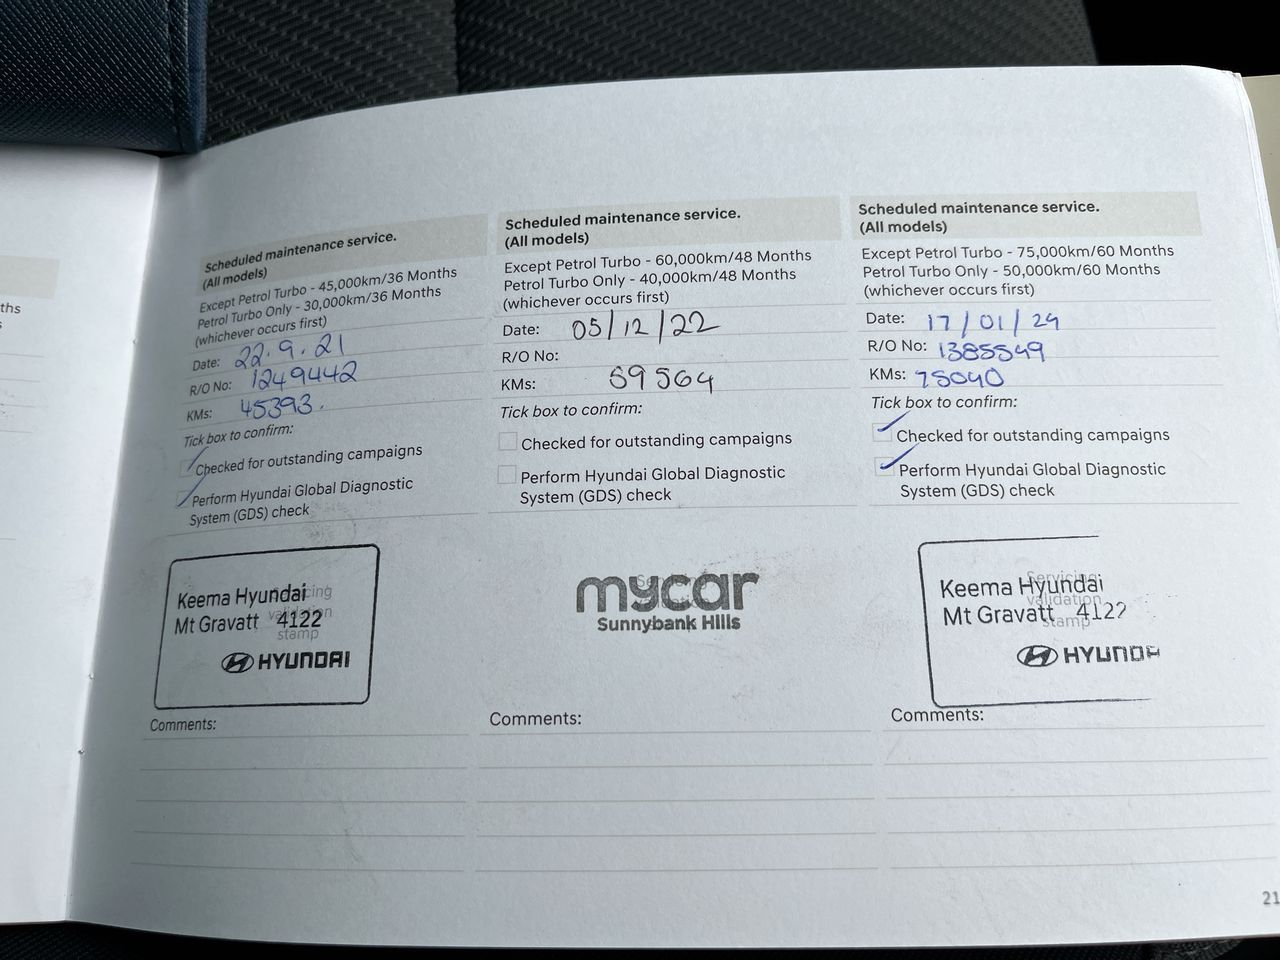 ths
s
Scheduled maintenance service.
(All models)
Except Petrol Turbo - 45,000km/36 Months
Petrol Turbo Only - 30,000km/36 Months
(whichever occurs first)
Date: 22.9.21
R/O No: 1249442
KMs: 45393.
Tick box to confirm:
Checked for outstanding campaigns
Perform Hyundai Global Diagnostic
System (GDS) check
Servicing
validation
stamp
Keema Hyundai
Mt Gravatt 4122
HYUNDAI
Comments:
Scheduled maintenance service.
(All models)
Except Petrol Turbo - 60,000km/48 Months
Petrol Turbo Only - 40,000km/48 Months
(whichever occurs first)
Date: 05/12/22
R/O No:
KMs: 59564
Tick box to confirm:
Checked for outstanding campaigns
Perform Hyundai Global Diagnostic
System (GDS) check
mycar
Sunnybank Hills
Comments:
Scheduled maintenance service.
(All models)
Except Petrol Turbo - 75,000km/60 Months
Petrol Turbo Only - 50,000km/60 Months
(whichever occurs first)
Date: 17/01/24
R/O No: 1385549
KMs: 75040
Tick box to confirm:
Checked for outstanding campaigns
Perform Hyundai Global Diagnostic
System (GDS) check
Servicing
validation
stamp
Keema Hyundai
Mt Gravatt 4122
HYUNDA
Comments:
21